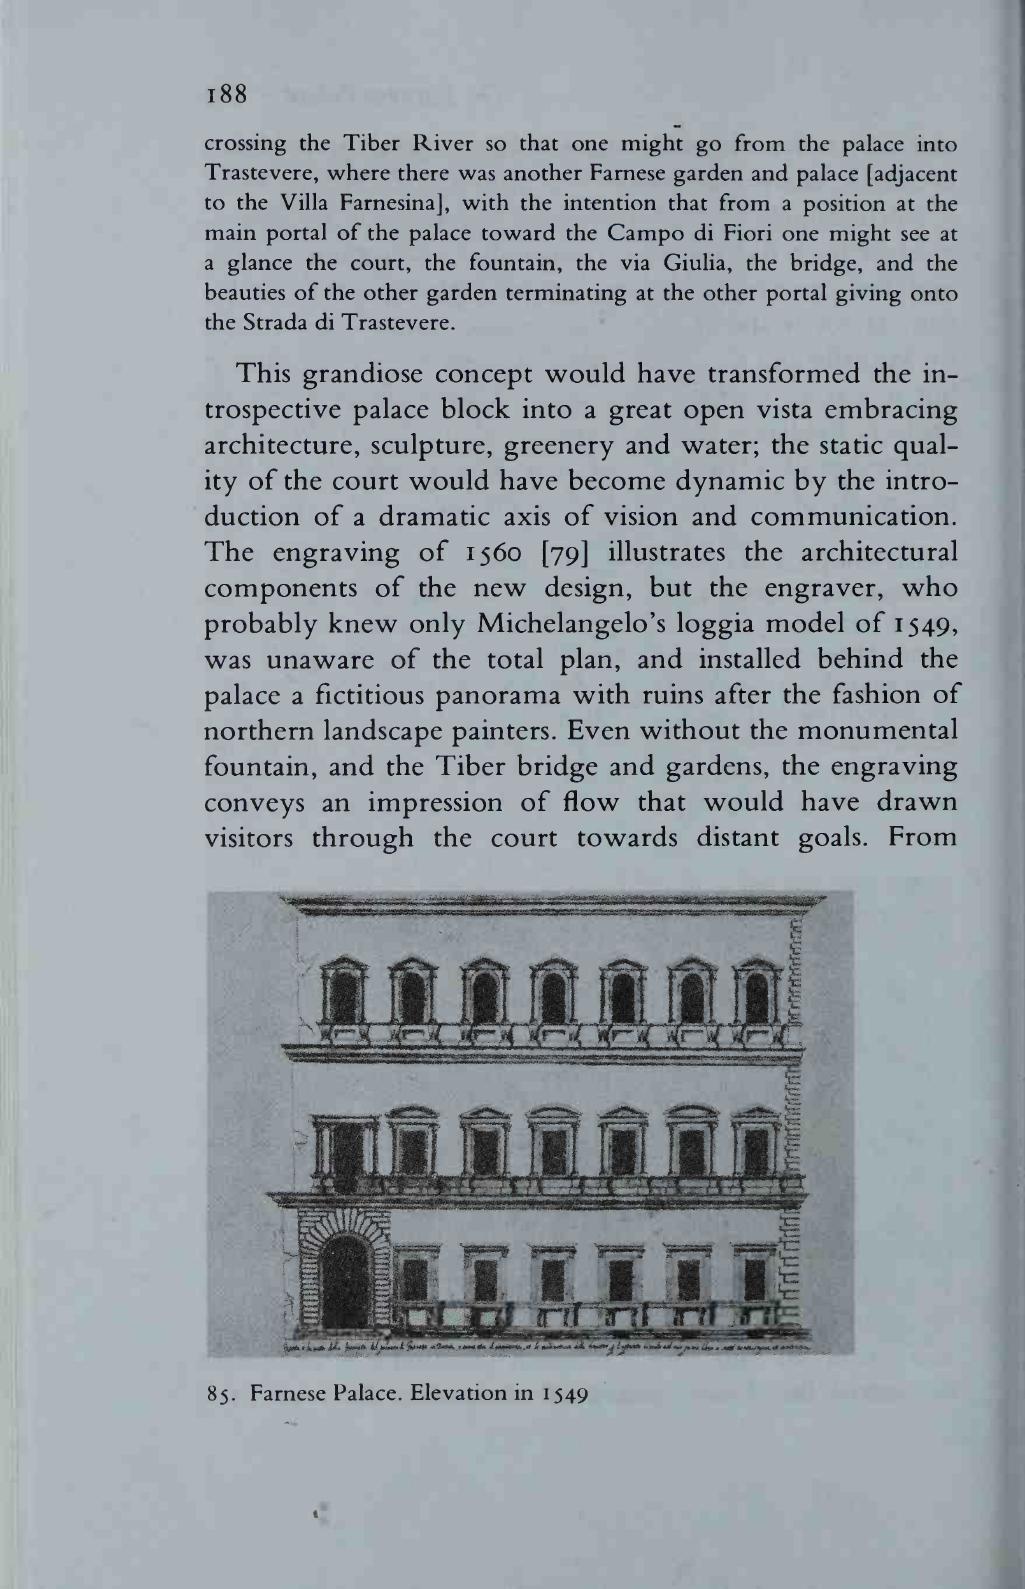 188
crossing the Tiber River so that one might go from the palace into
Trastevere, where there was another Farnese garden and palace [adjacent
to the Villa Farnesina], with the intention that from a position at the
main portal of the palace toward the Campo di Fiori one might see at
a glance the court, the fountain, the via Giulia, the bridge, and the
beauties of the other garden terminating at the other portal giving onto
the Strada di Trastevere.
This grandiose concept would have transformed the in-
trospective palace block into a great open vista embracing
architecture, sculpture, greenery and water; the static qual-
ity of the court would have become dynamic by the intro-
duction of a dramatic axis of vision and communication.
The engraving of 1560 [79] illustrates the architectural
components of the new design, but the engraver, who
probably knew only Michelangelo's loggia model of 1549,
was unaware of the total plan, and installed behind the
palace a fictitious panorama with ruins after the fashion of
northern landscape painters. Even without the monumental
fountain, and the Tiber bridge and gardens, the engraving
conveys an impression of flow that would have drawn
visitors through the court towards distant goals. From
85. Farnese Palace. Elevation in 1549